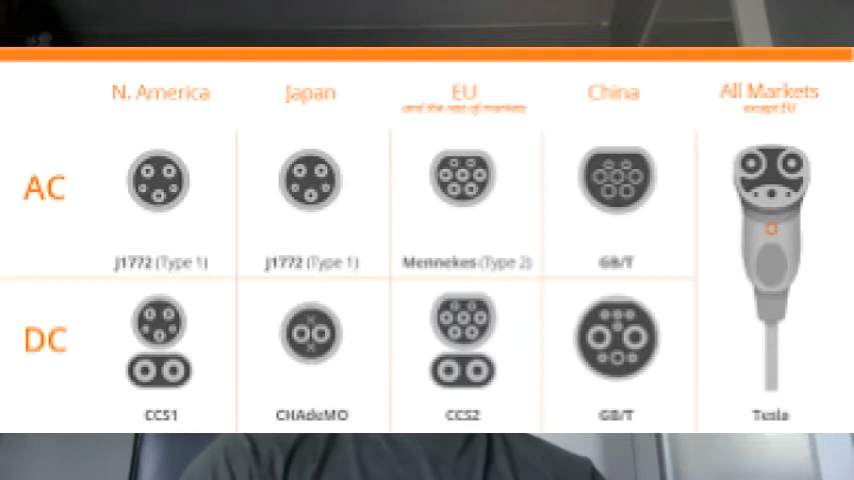 N. America Japan EU China All Markets
and the rest of markets except EU
AC
J1772 (Type 1) J1772 (Type 1) Mennekes (Type 2) GB/T
DC
CCS1 CHAdeMO CCS2 GB/T Tesla